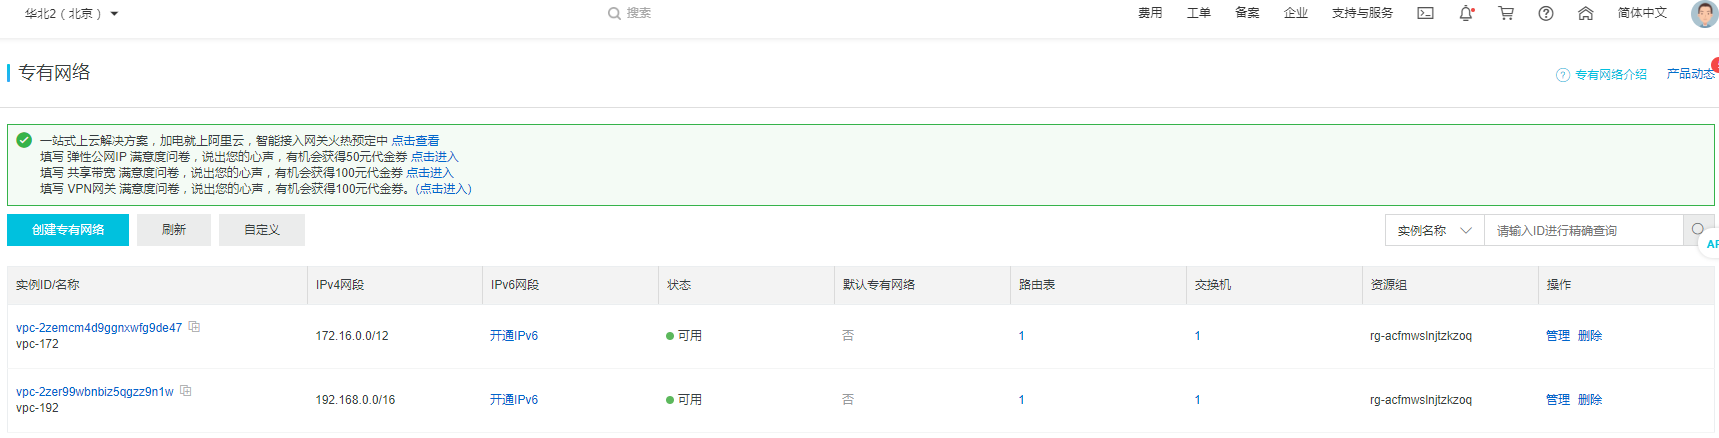 华北2（北京） 搜索 费用 工单 备案 企业 支持与服务 简体中文
专有网络 专有网络介绍 产品动态
一站式上云解决方案，加电就上阿里云，智能接入网关火热预定中 点击查看
填写 弹性公网IP 满意度问卷，说出您的心声，有机会获得50元代金券 点击进入
填写 共享带宽 满意度问卷，说出您的心声，有机会获得100元代金券 点击进入
填写 VPN网关 满意度问卷，说出您的心声，有机会获得100元代金券。(点击进入)
创建专有网络 刷新 自定义 实例名称 请输入ID进行精确查询
实例ID/名称 IPv4网段 IPv6网段 状态 默认专有网络 路由表 交换机 资源组 操作
vpc-2zemcm4d9ggnxwfg9de47 172.16.0.0/12 开通IPv6 可用 否 1 1 rg-acfmwslnjtzkzoq 管理 删除
vpc-172
vpc-2zer99wbnbiz5qgzz9n1w 192.168.0.0/16 开通IPv6 可用 否 1 1 rg-acfmwslnjtzkzoq 管理 删除
vpc-192